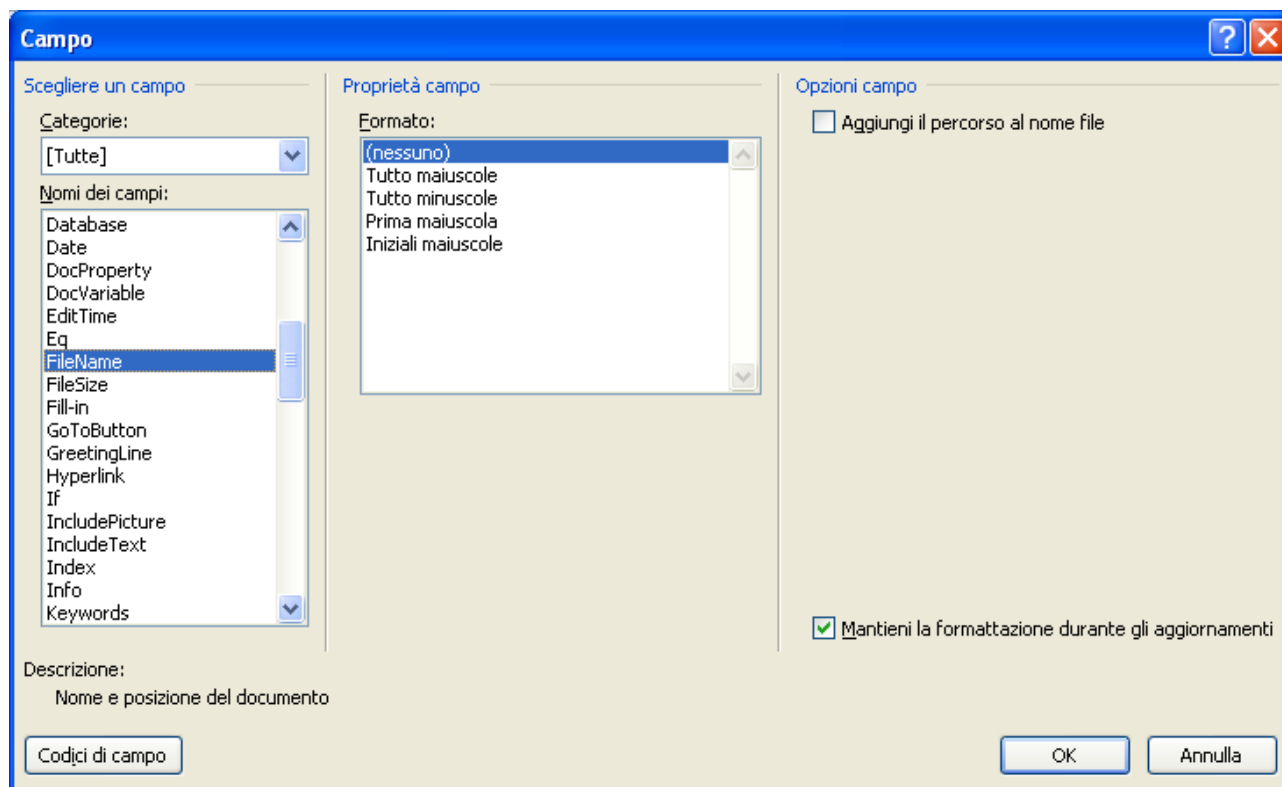 Campo
Scegliere un campo
Categorie:
[Tutte]
Nomi dei campi:
Database
Date
DocProperty
DocVariable
EditTime
Eq
FileName
FileSize
Fill-in
GoToButton
GreetingLine
Hyperlink
If
IncludePicture
IncludeText
Index
Info
Keywords
Proprietà campo
Formato:
(nessuno)
Tutto maiuscole
Tutto minuscole
Prima maiuscola
Iniziali maiuscole
Opzioni campo
Aggiungi il percorso al nome file
Mantieni la formattazione durante gli aggiornamenti
Descrizione:
Nome e posizione del documento
Codici di campo
OK
Annulla